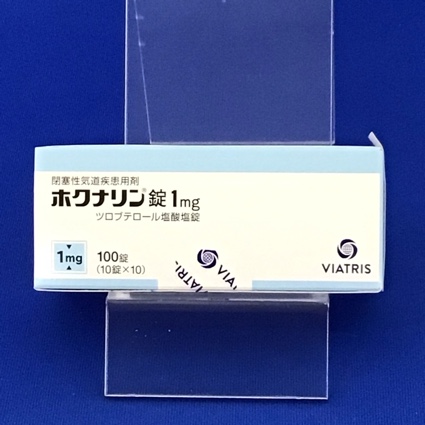 閉塞性気道疾患用剤
ホクナリン®錠1mg
ツロブテロール塩酸塩錠
1mg
100錠
(10錠×10)
VIATRIS
VIATRIS
VIATRIS